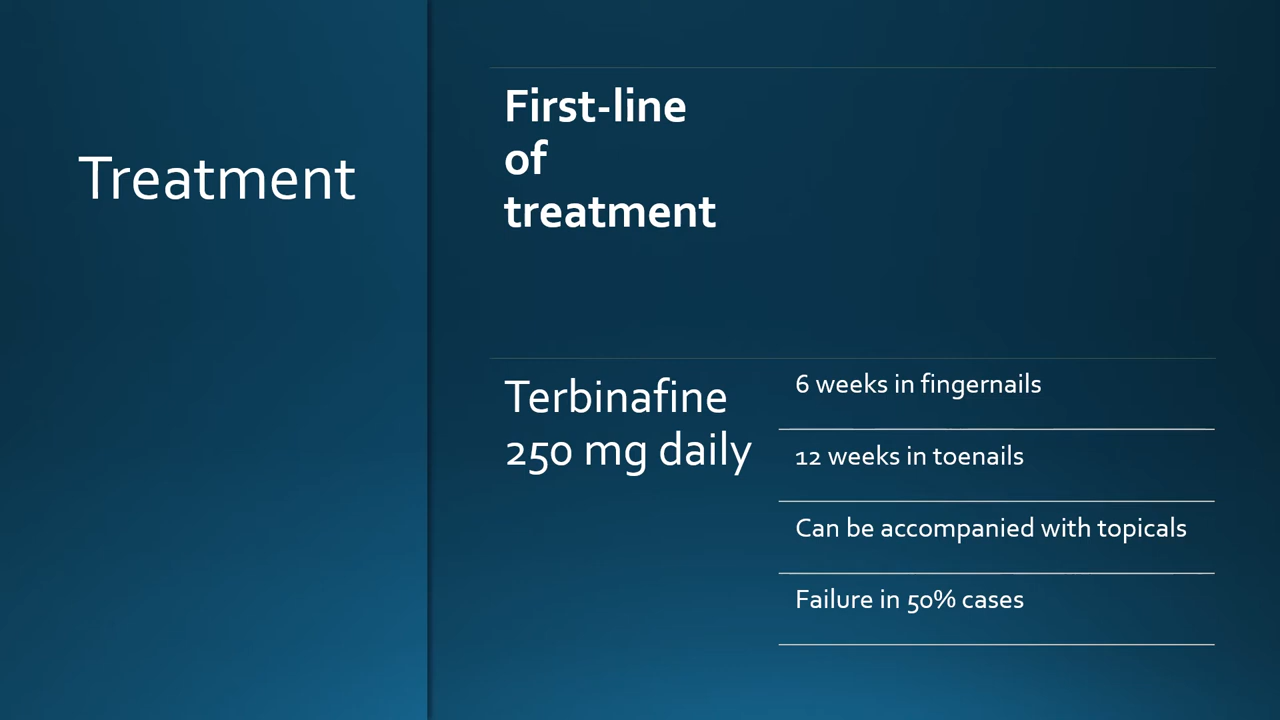 Treatment
First-line
of
treatment
Terbinafine
250 mg daily
6 weeks in fingernails
12 weeks in toenails
Can be accompanied with topicals
Failure in 50% cases